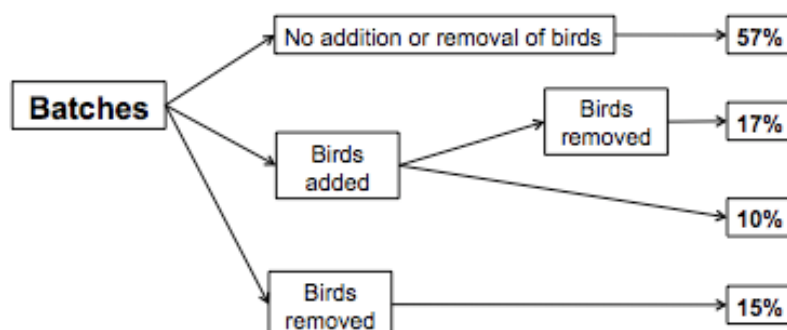 No addition or removal of birds
57%
Batches
Birds
removed
17%
Birds
added
10%
Birds
removed
15%